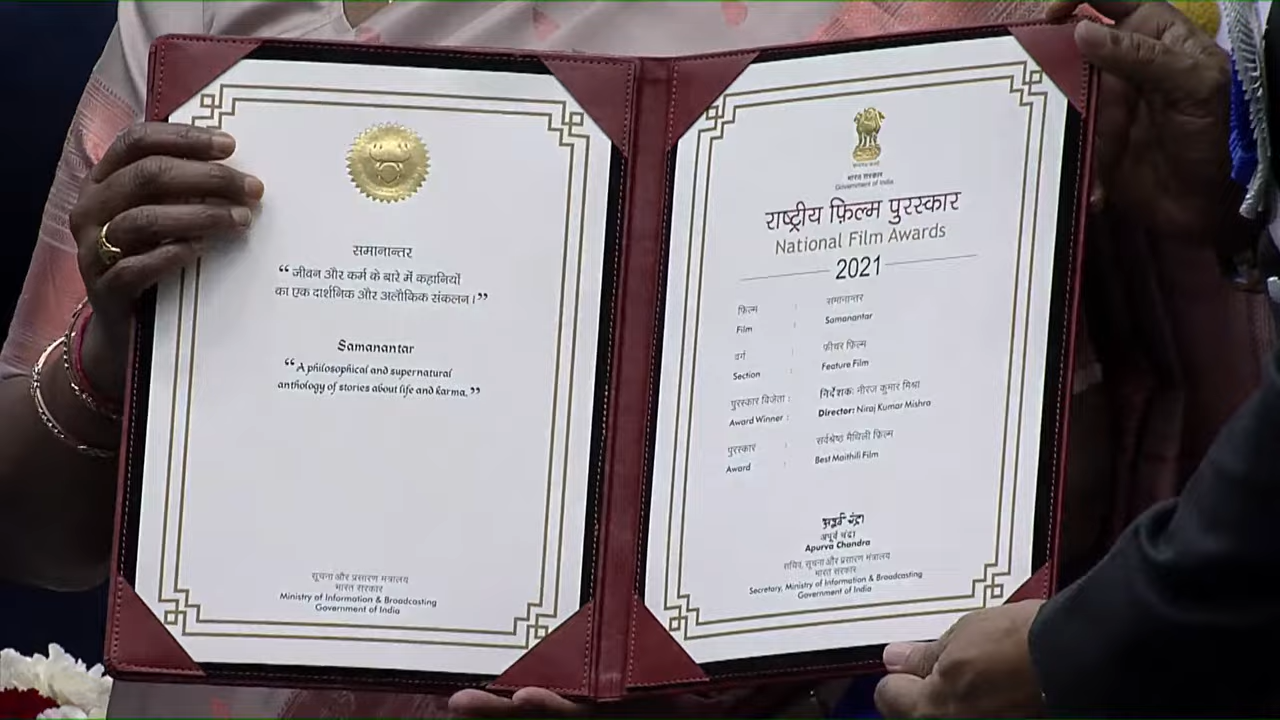 समानान्तर
“ जीवन और कर्म के बारे में कहानियों
का एक दार्शनिक और अलौकिक संकलन।”
Samanantar
“ A philosophical and supernatural
anthology of stories about life and karma. ”
सूचना और प्रसारण मंत्रालय
भारत सरकार
Ministry of Information & Broadcasting
Government of India
भारत सरकार
Government of India
राष्ट्रीय फ़िल्म पुरस्कार
National Film Awards
2021
फ़िल्म : समानान्तर
Film : Samanantar
वर्ग : फ़ीचर फ़िल्म
Section : Feature Film
पुरस्कार विजेता : निर्देशक: नीरज कुमार मिश्रा
Award Winner : Director: Niraj Kumar Mishra
पुरस्कार : सर्वश्रेष्ठ मैथिली फ़िल्म
Award : Best Maithili Film
अपूर्व चंद्रा
अपूर्व चंद्रा
Apurva Chandra
सचिव, सूचना और प्रसारण मंत्रालय
भारत सरकार
Secretary, Ministry of Information & Broadcasting
Government of India